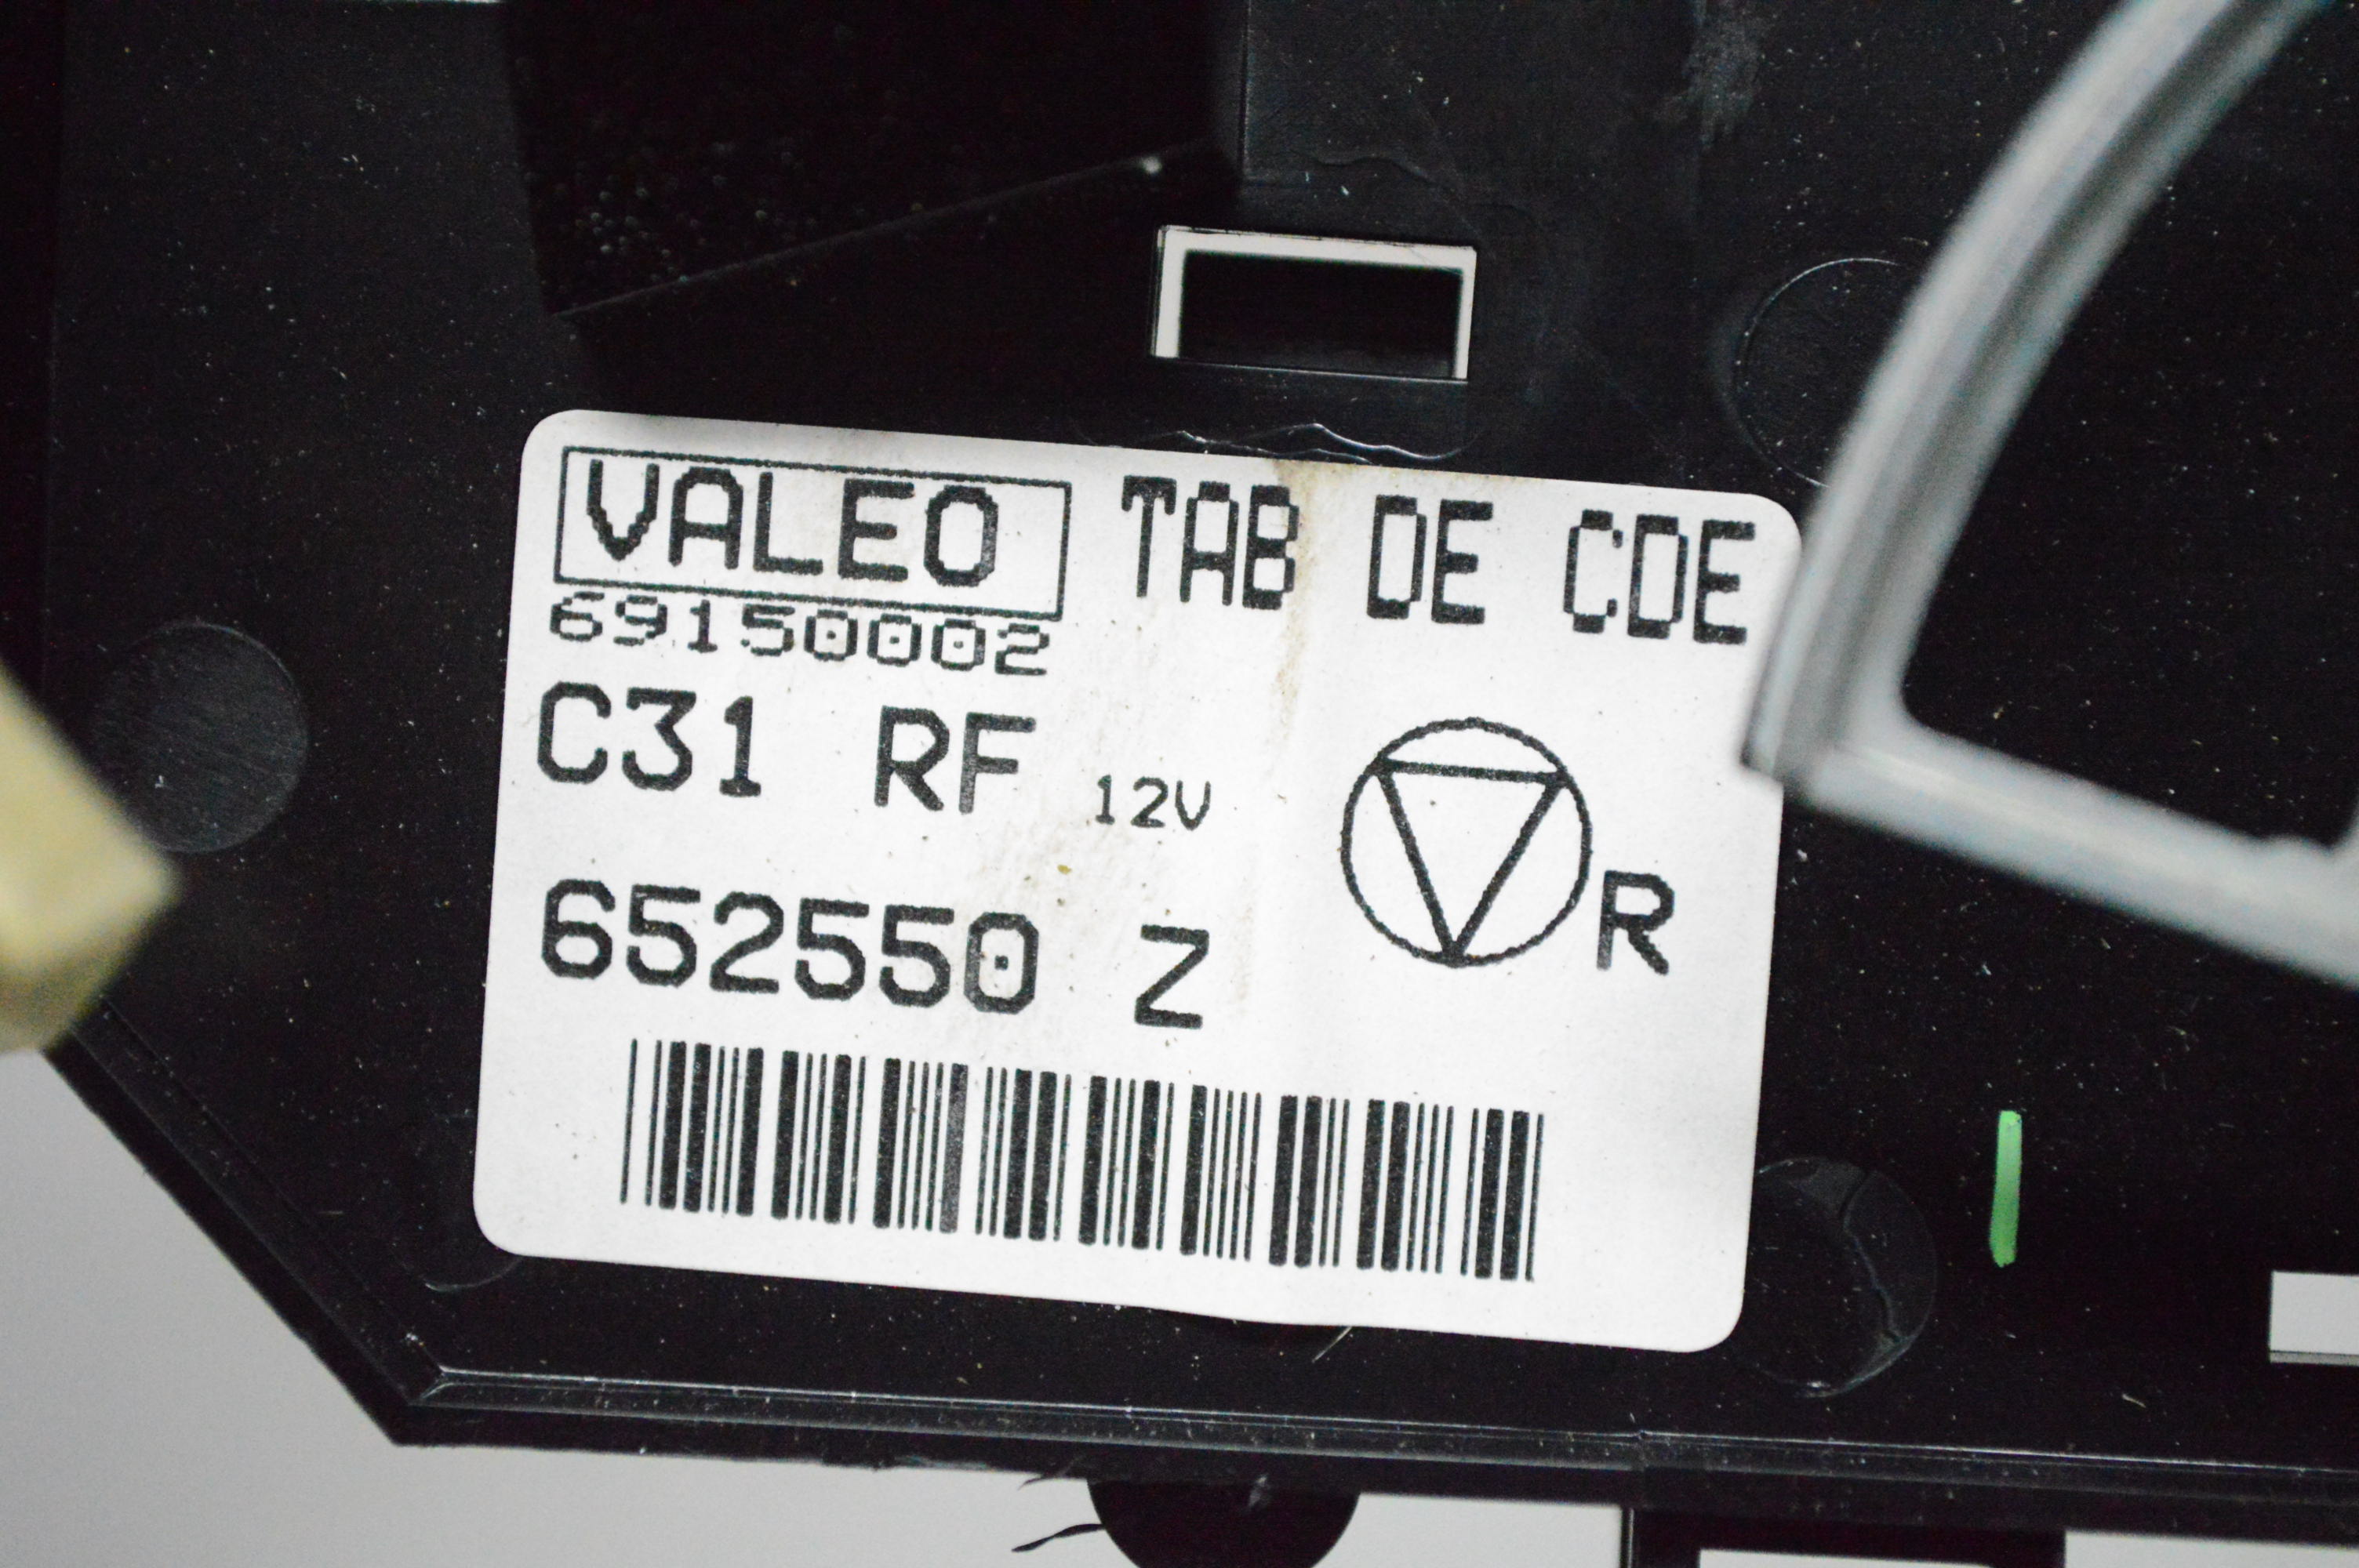 VALEO TAB DE CDE
69150002
C31 RF 12V
R
652550 Z